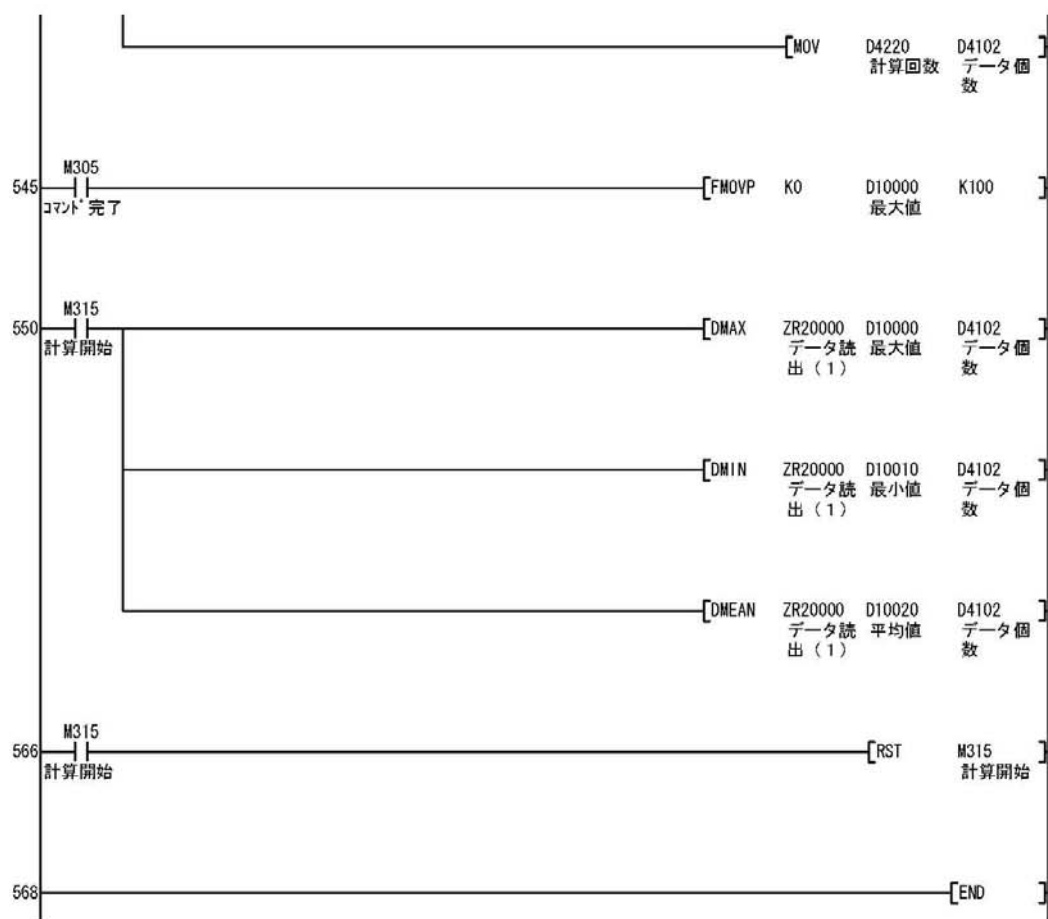 MOV D4220 D4102
計算回数 データ個
数
M305
545 FMOVP K0 D10000 K100
コマンド完了 最大値
M315
550 DMAX ZR20000 D10000 D4102
計算開始 データ読 最大値 データ個
出（1） 数
DMIN ZR20000 D10010 D4102
データ読 最小値 データ個
出（1） 数
DMEAN ZR20000 D10020 D4102
データ読 平均値 データ個
出（1） 数
M315
566 RST M315
計算開始 計算開始
568 END